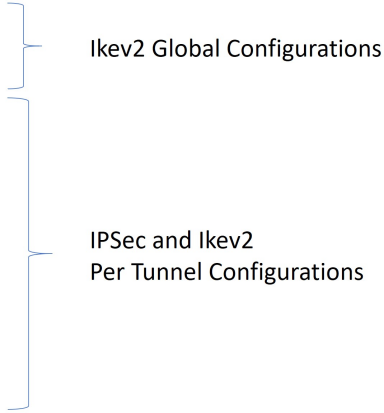 Ikev2 Global Configurations
IPSec and Ikev2
Per Tunnel Configurations